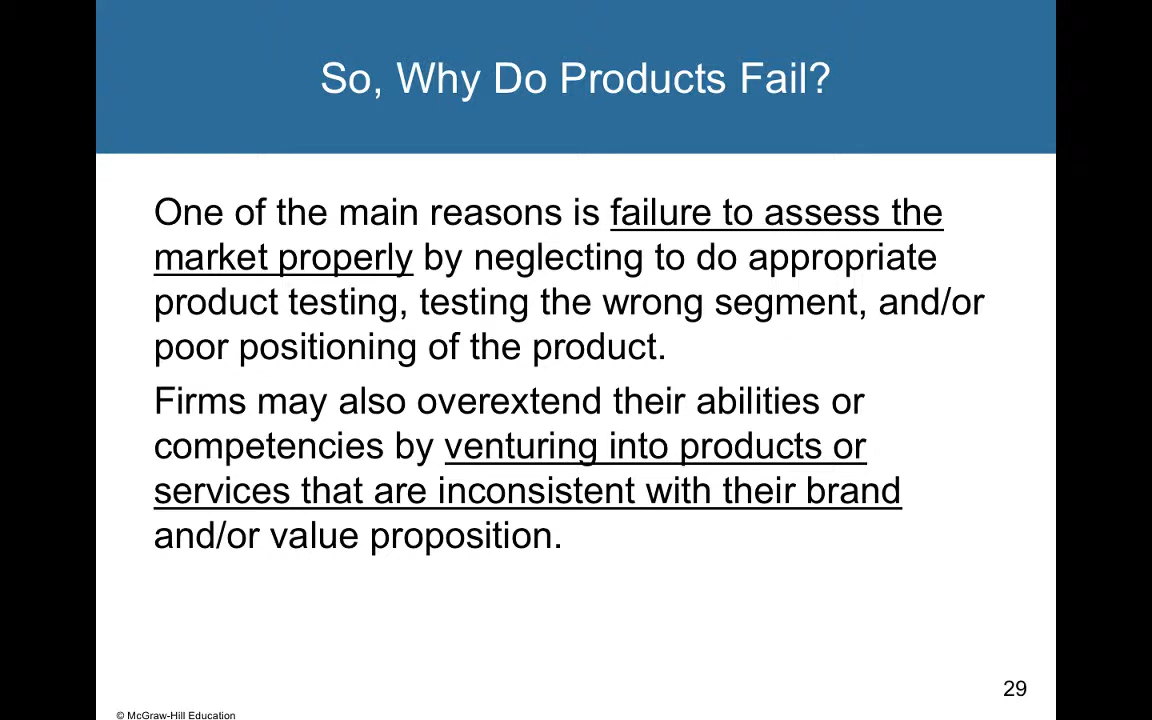 So, Why Do Products Fail?
One of the main reasons is failure to assess the
market properly by neglecting to do appropriate
product testing, testing the wrong segment, and/or
poor positioning of the product.
Firms may also overextend their abilities or
competencies by venturing into products or
services that are inconsistent with their brand
and/or value proposition.
29
© McGraw-Hill Education